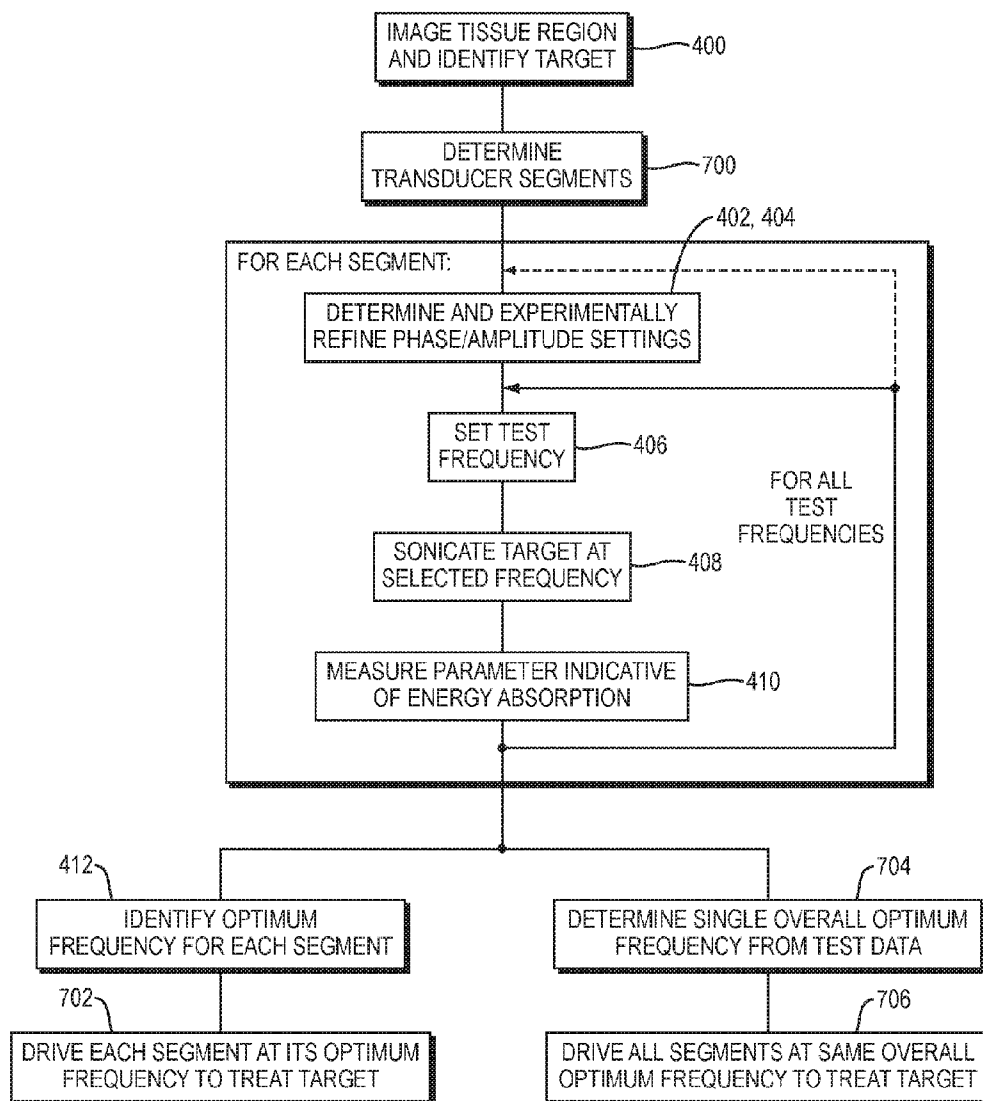 IMAGE TISSUE REGION
AND IDENTIFY TARGET
400
DETERMINE
TRANSDUCER SEGMENTS
700
402, 404
FOR EACH SEGMENT:
DETERMINE AND EXPERIMENTALLY
REFINE PHASE/AMPLITUDE SETTINGS
SET TEST
FREQUENCY
406
FOR ALL
TEST
FREQUENCIES
SONICATE TARGET AT
SELECTED FREQUENCY
408
MEASURE PARAMETER INDICATIVE
OF ENERGY ABSORPTION
410
412
IDENTIFY OPTIMUM
FREQUENCY FOR EACH SEGMENT
704
DETERMINE SINGLE OVERALL OPTIMUM
FREQUENCY FROM TEST DATA
702
DRIVE EACH SEGMENT AT ITS OPTIMUM
FREQUENCY TO TREAT TARGET
706
DRIVE ALL SEGMENTS AT SAME OVERALL
OPTIMUM FREQUENCY TO TREAT TARGET